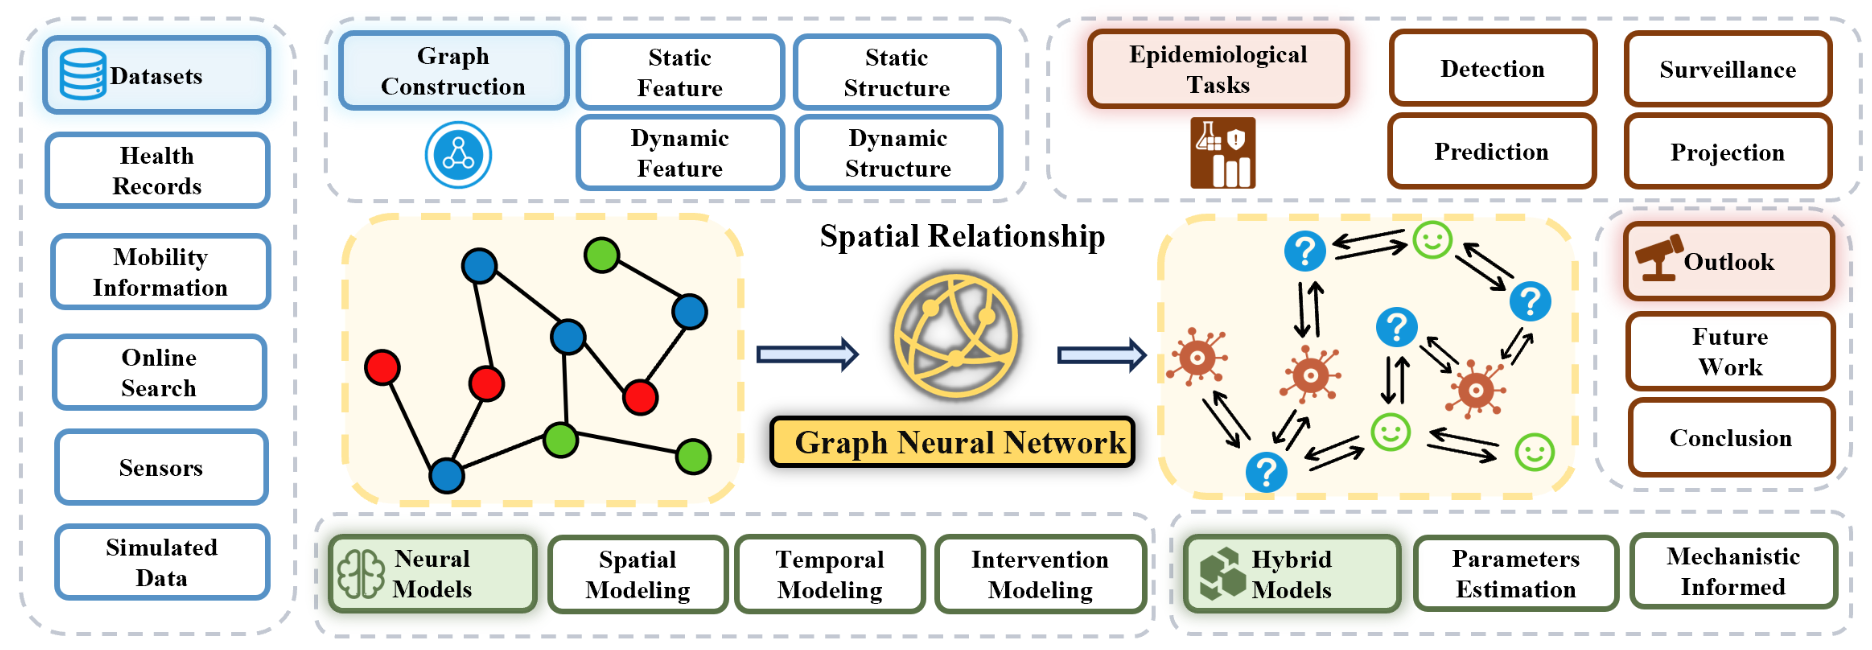 Datasets
Health
Records
Mobility
Information
Online
Search
Sensors
Simulated
Data
Graph
Construction
Static
Feature
Static
Structure
Dynamic
Feature
Dynamic
Structure
Epidemiological
Tasks
Detection
Surveillance
Prediction
Projection
Spatial Relationship
Graph Neural Network
Outlook
Future
Work
Conclusion
Neural
Models
Spatial
Modeling
Temporal
Modeling
Intervention
Modeling
Hybrid
Models
Parameters
Estimation
Mechanistic
Informed